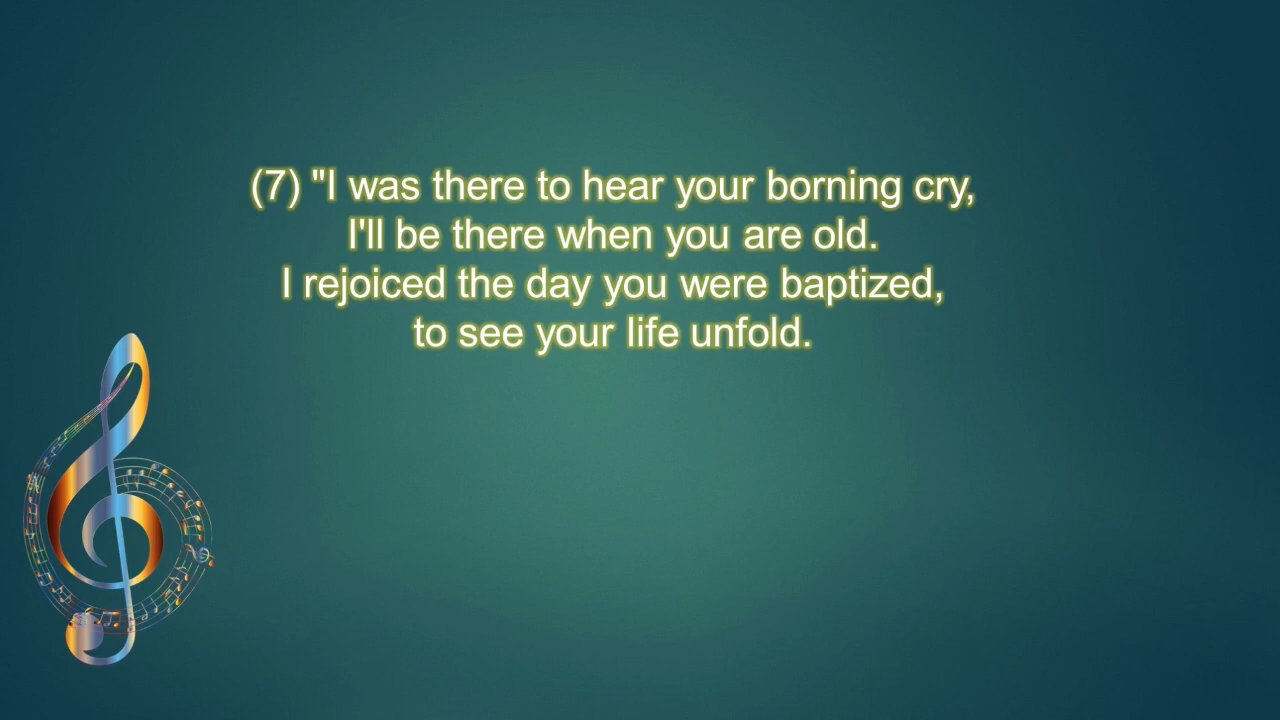 (7) "I was there to hear your borning cry,
I'll be there when you are old.
I rejoiced the day you were baptized,
to see your life unfold.